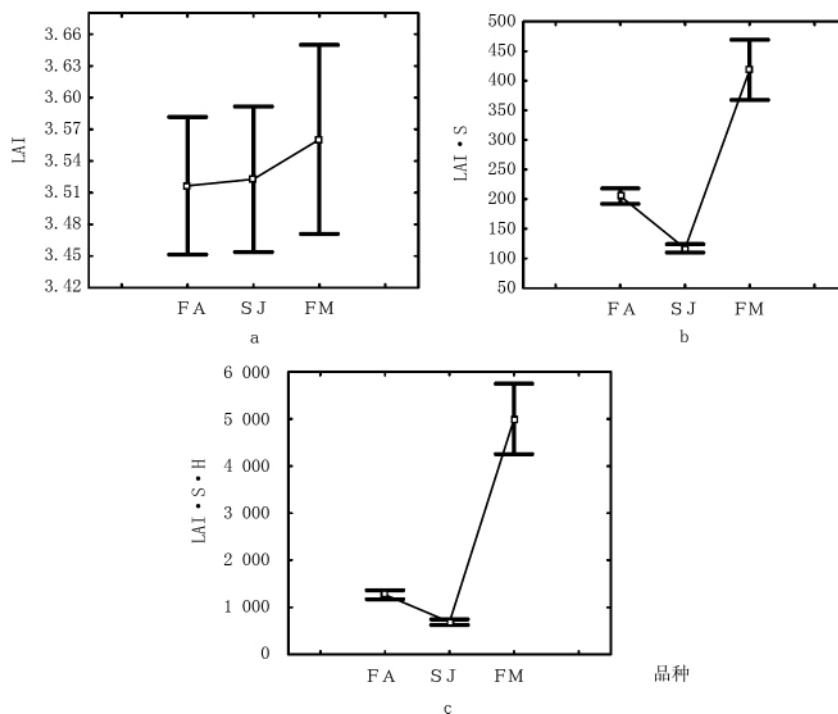 3.66
3.63
3.60
3.57
3.54
3.51
3.48
3.45
3.42
LAI
FA SJ FM
a
500
450
400
350
300
250
200
150
100
50
LAI·S
FA SJ FM
b
6 000
5 000
4 000
3 000
2 000
1 000
0
LAI·S·H
FA SJ FM
品种
c